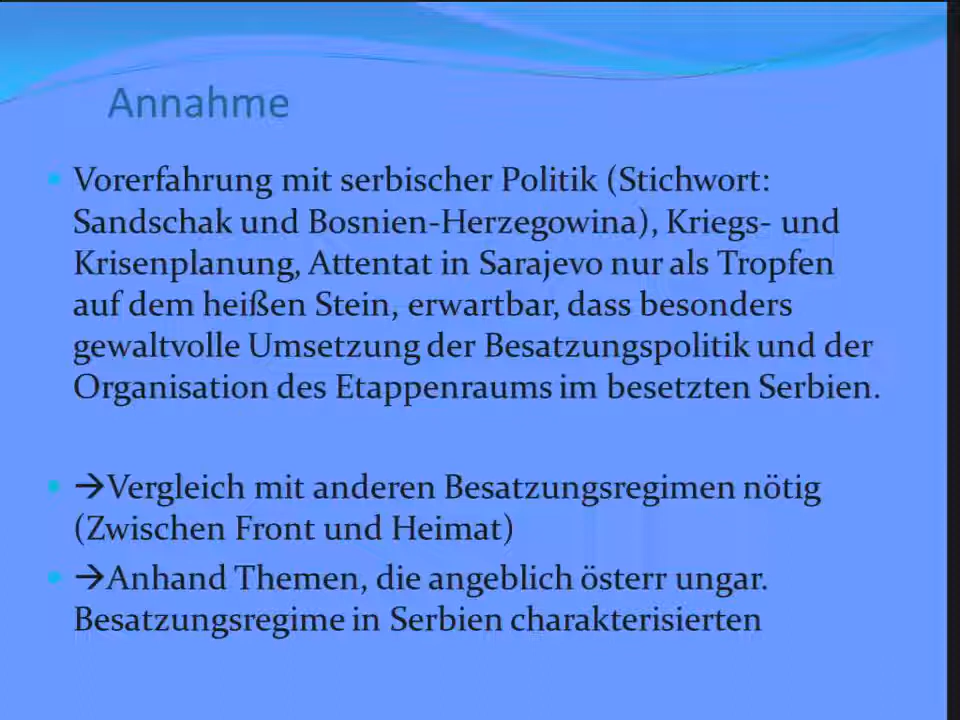 Annahme
Vorerfahrung mit serbischer Politik (Stichwort:
Sandschak und Bosnien-Herzegowina), Kriegs- und
Krisenplanung, Attentat in Sarajevo nur als Tropfen
auf dem heißen Stein, erwartbar, dass besonders
gewaltvolle Umsetzung der Besatzungspolitik und der
Organisation des Etappenraums im besetzten Serbien.
→Vergleich mit anderen Besatzungsregimen nötig
(Zwischen Front und Heimat)
→Anhand Themen, die angeblich österr ungar.
Besatzungsregime in Serbien charakterisierten